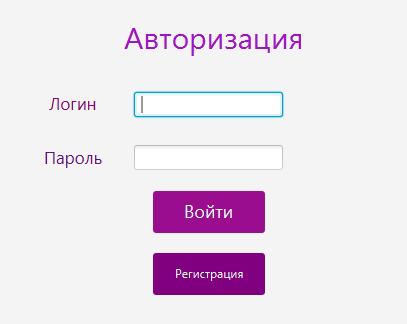 Авторизация
Логин
Пароль
Войти
Регистрация